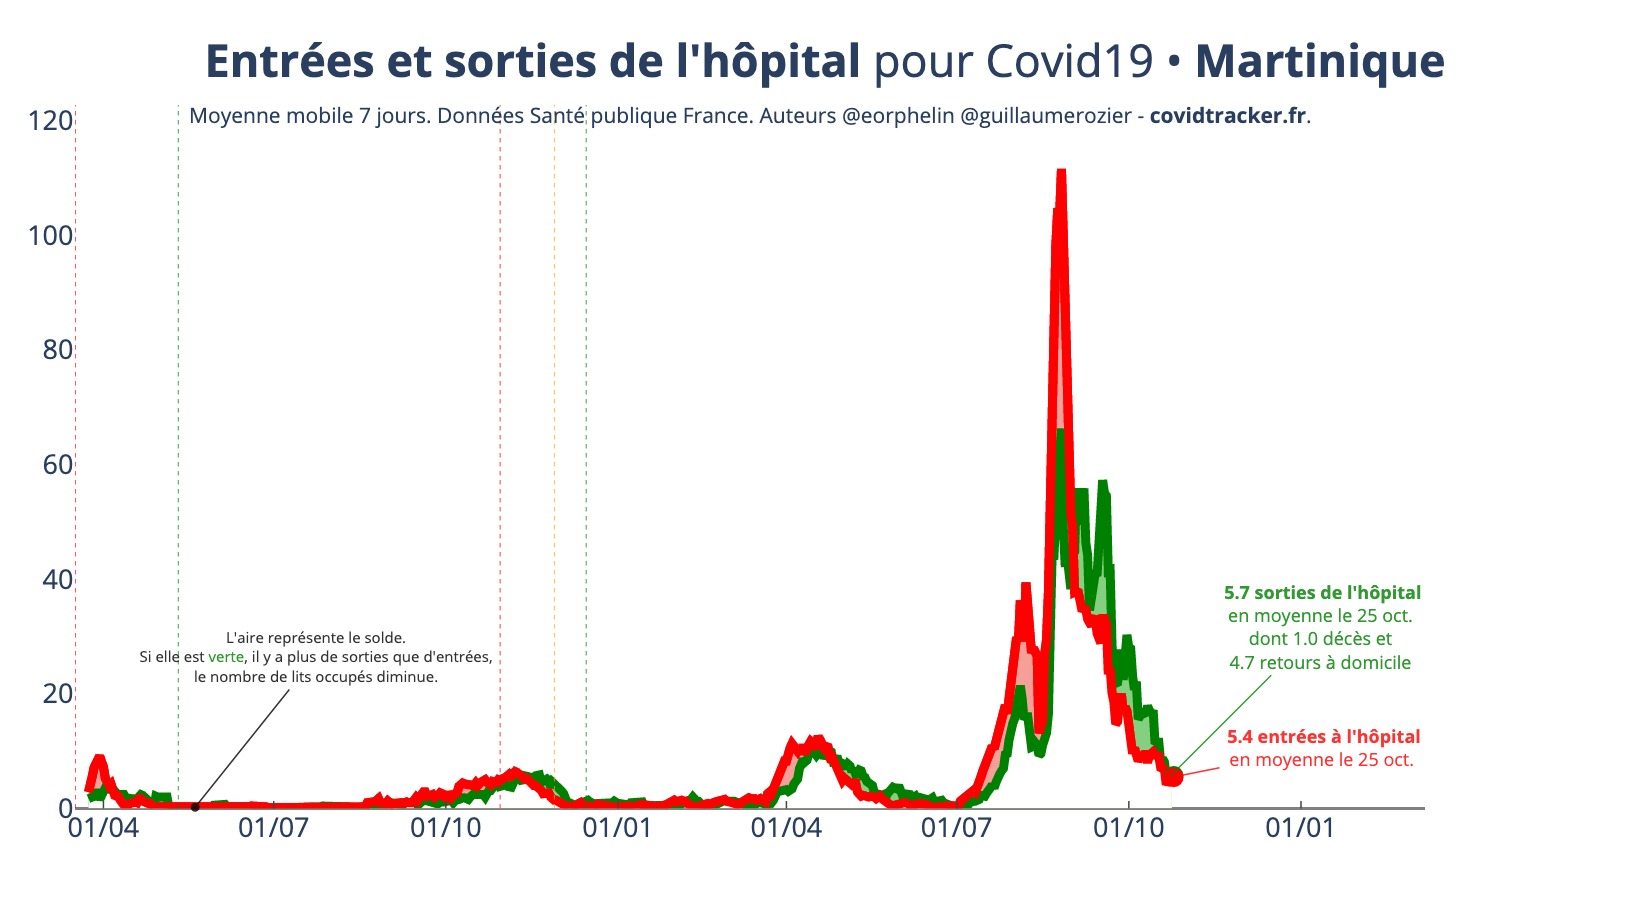 Entrées et sorties de l'hôpital pour Covid19 • Martinique
Moyenne mobile 7 jours. Données Santé publique France. Auteurs @eorphelin @guillaumerozier - covidtracker.fr.
120
100
80
60
40
20
0
L'aire représente le solde.
Si elle est verte, il y a plus de sorties que d'entrées,
le nombre de lits occupés diminue.
5.7 sorties de l'hôpital
en moyenne le 25 oct.
dont 1.0 décès et
4.7 retours à domicile
5.4 entrées à l'hôpital
en moyenne le 25 oct.
01/04 01/07 01/10 01/01 01/04 01/07 01/10 01/01